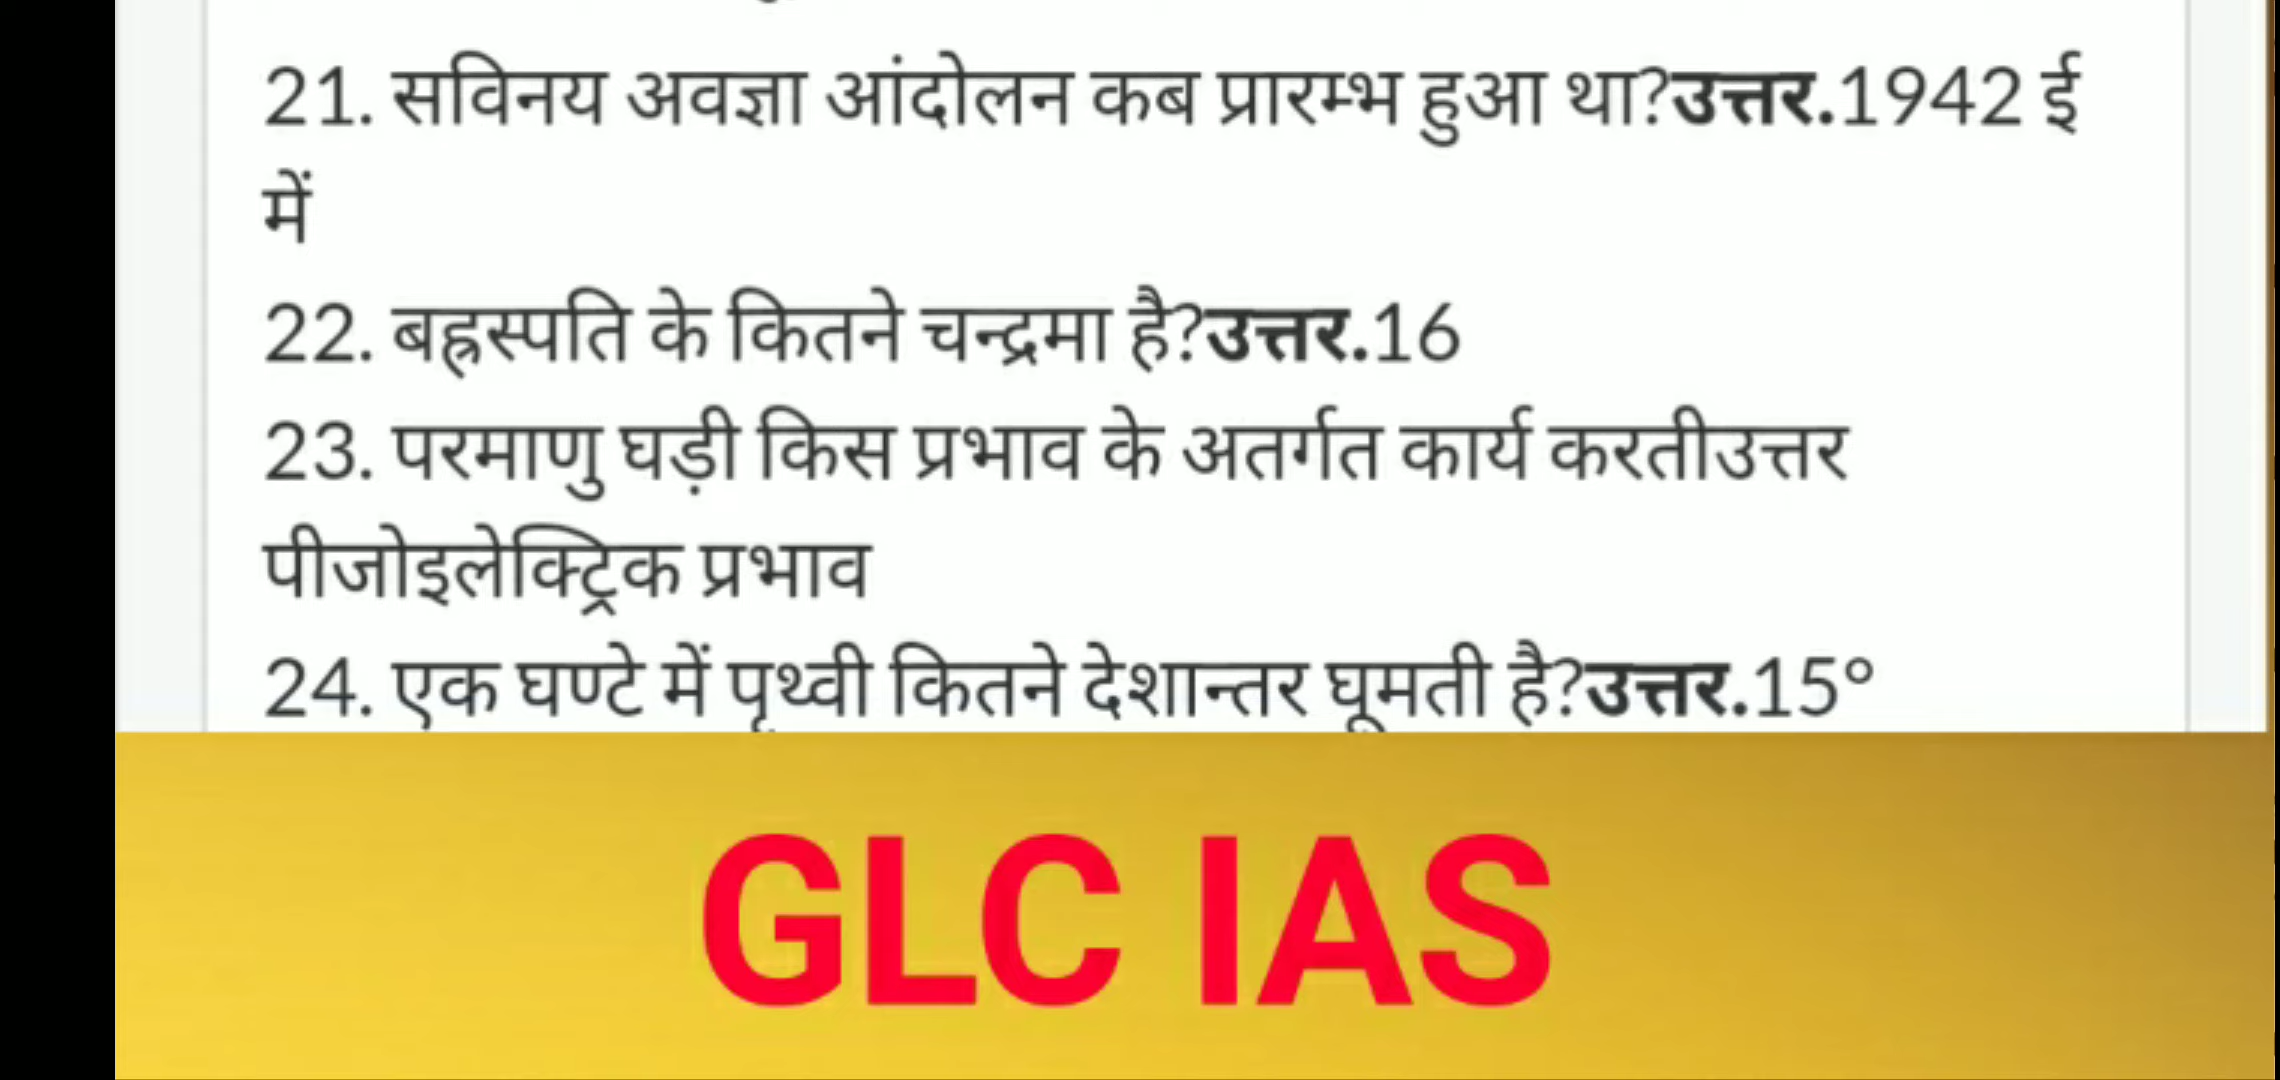 21. सविनय अवज्ञा आंदोलन कब प्रारम्भ हुआ था?उत्तर.1942 ई
में
22. बह्रस्पति के कितने चन्द्रमा है?उत्तर.16
23. परमाणु घड़ी किस प्रभाव के अतर्गत कार्य करतीउत्तर
पीजोइलेक्ट्रिक प्रभाव
24. एक घण्टे में पृथ्वी कितने देशान्तर घूमती है?उत्तर.15°
GLC IAS